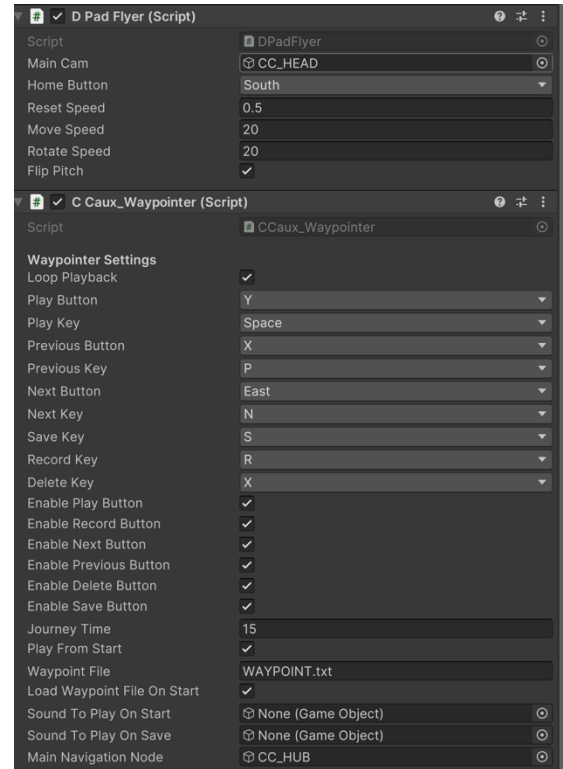 # D Pad Flyer (Script)
Script # DPadFlyer
Main Cam CC_HEAD
Home Button South
Reset Speed 0.5
Move Speed 20
Rotate Speed 20
Flip Pitch
# C Caux_Waypointer (Script)
Script # CCaux_Waypointer
Waypointer Settings
Loop Playback
Play Button Y
Play Key Space
Previous Button X
Previous Key P
Next Button East
Next Key N
Save Key S
Record Key R
Delete Key X
Enable Play Button
Enable Record Button
Enable Next Button
Enable Previous Button
Enable Delete Button
Enable Save Button
Journey Time 15
Play From Start
Waypoint File WAYPOINT.txt
Load Waypoint File On Start
Sound To Play On Start None (Game Object)
Sound To Play On Save None (Game Object)
Main Navigation Node CC_HUB